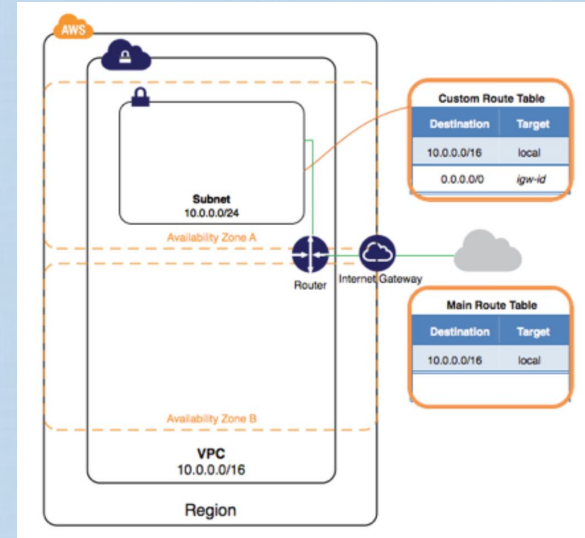 AWS
Custom Route Table
Destination Target
10.0.0.0/16 local
0.0.0.0/0 igw-id
Subnet
10.0.0.0/24
Availability Zone A
Router
Internet Gateway
Main Route Table
Destination Target
10.0.0.0/16 local
Availability Zone B
VPC
10.0.0.0/16
Region